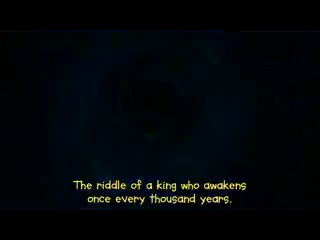 The riddle of a king who awakens
once every thousand years.